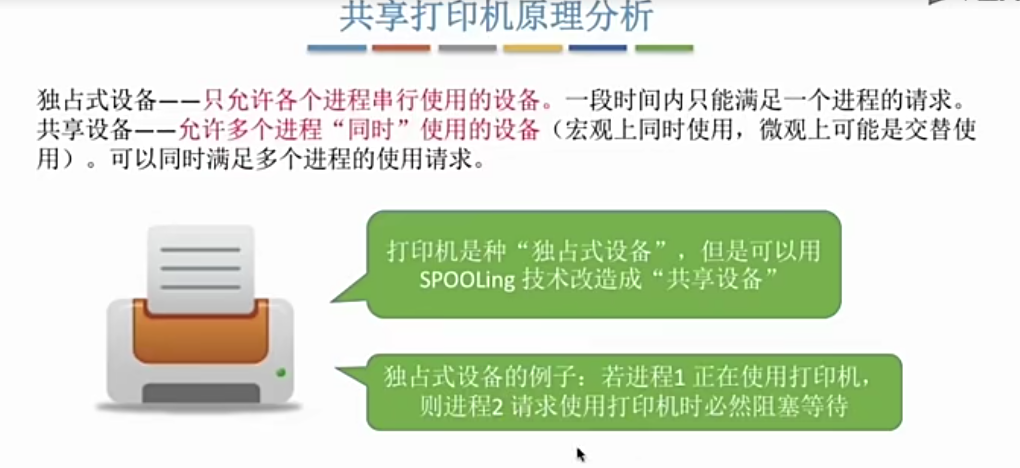 共享打印机原理分析
独占式设备——只允许各个进程串行使用的设备。一段时间内只能满足一个进程的请求。
共享设备——允许多个进程“同时”使用的设备（宏观上同时使用，微观上可能是交替使
用）。可以同时满足多个进程的使用请求。
打印机是种“独占式设备”，但是可以用
SPOOLing 技术改造成“共享设备”
独占式设备的例子：若进程1 正在使用打印机，
则进程2 请求使用打印机时必然阻塞等待